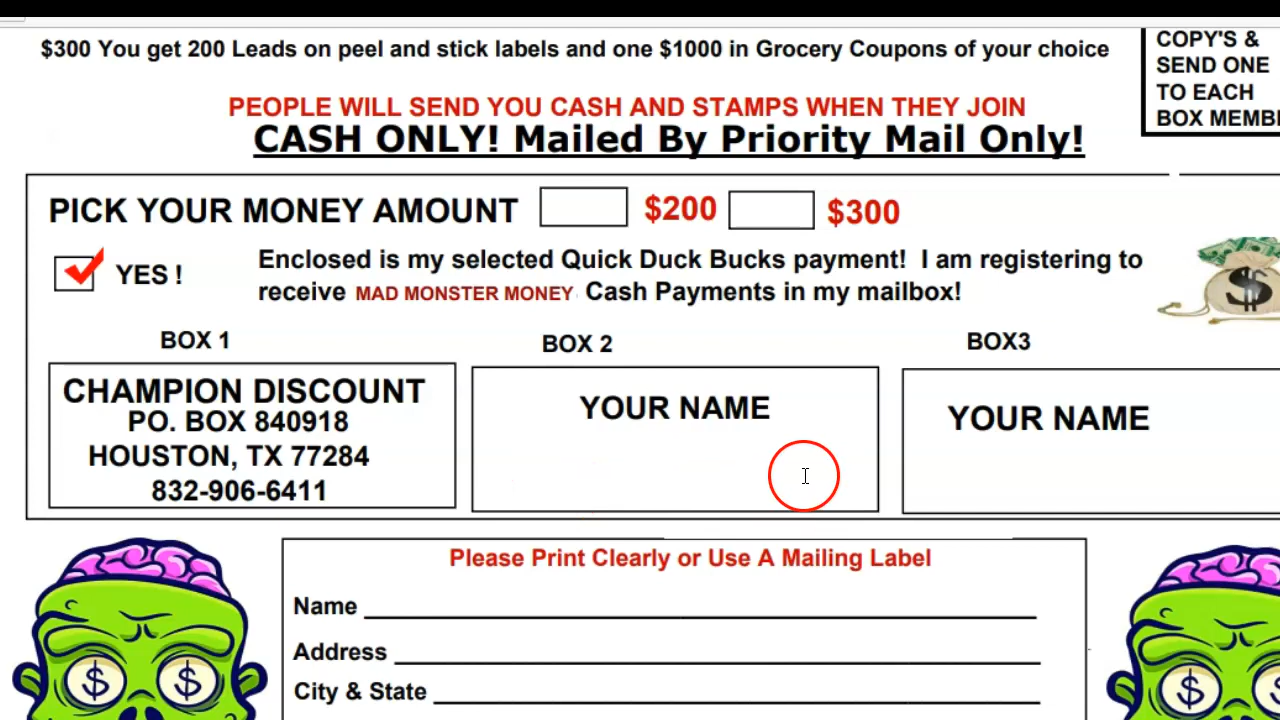 $300 You get 200 Leads on peel and stick labels and one $1000 in Grocery Coupons of your choice
COPY'S &
SEND ONE
TO EACH
BOX MEMB
PEOPLE WILL SEND YOU CASH AND STAMPS WHEN THEY JOIN
CASH ONLY! Mailed By Priority Mail Only!
PICK YOUR MONEY AMOUNT $200 $300
YES ! Enclosed is my selected Quick Duck Bucks payment! I am registering to
receive MAD MONSTER MONEY Cash Payments in my mailbox!
BOX 1
CHAMPION DISCOUNT
PO. BOX 840918
HOUSTON, TX 77284
832-906-6411
BOX 2
YOUR NAME
BOX3
YOUR NAME
Please Print Clearly or Use A Mailing Label
Name
Address
City & State